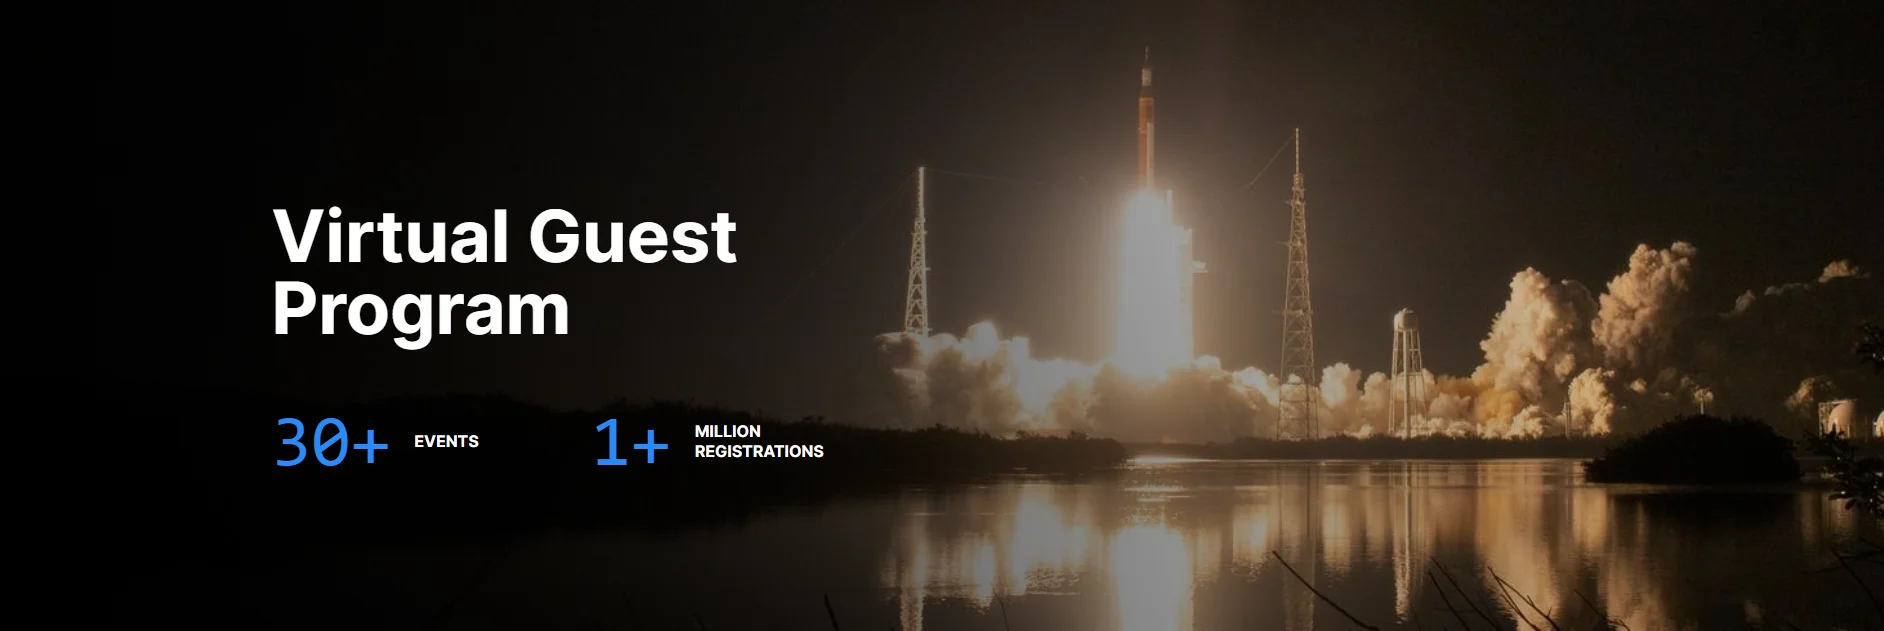 Virtual Guest
Program
30+ EVENTS
1+ MILLION
REGISTRATIONS